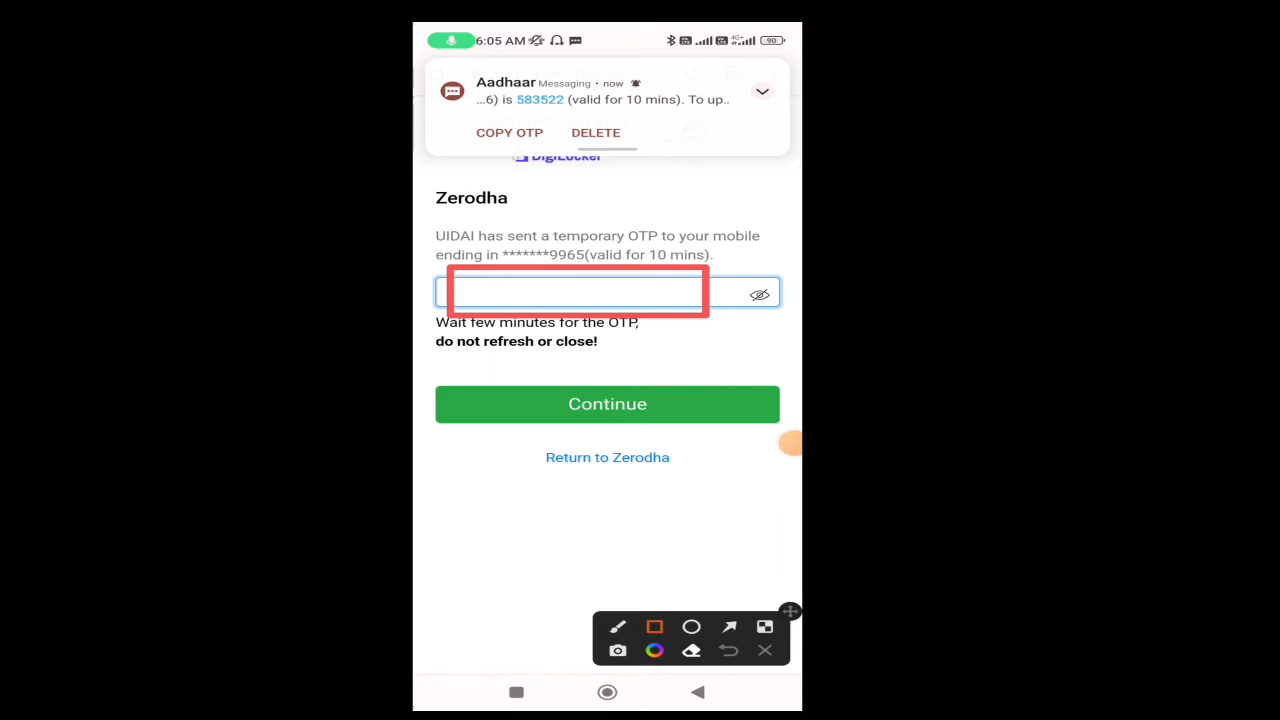 6:05 AM
4G+
90
Aadhaar Messaging • now
...6) is 583522 (valid for 10 mins). To up..
COPY OTP DELETE
DigiLocker
Zerodha
UIDAI has sent a temporary OTP to your mobile
ending in *******9965(valid for 10 mins).
Wait few minutes for the OTP,
do not refresh or close!
Continue
Return to Zerodha